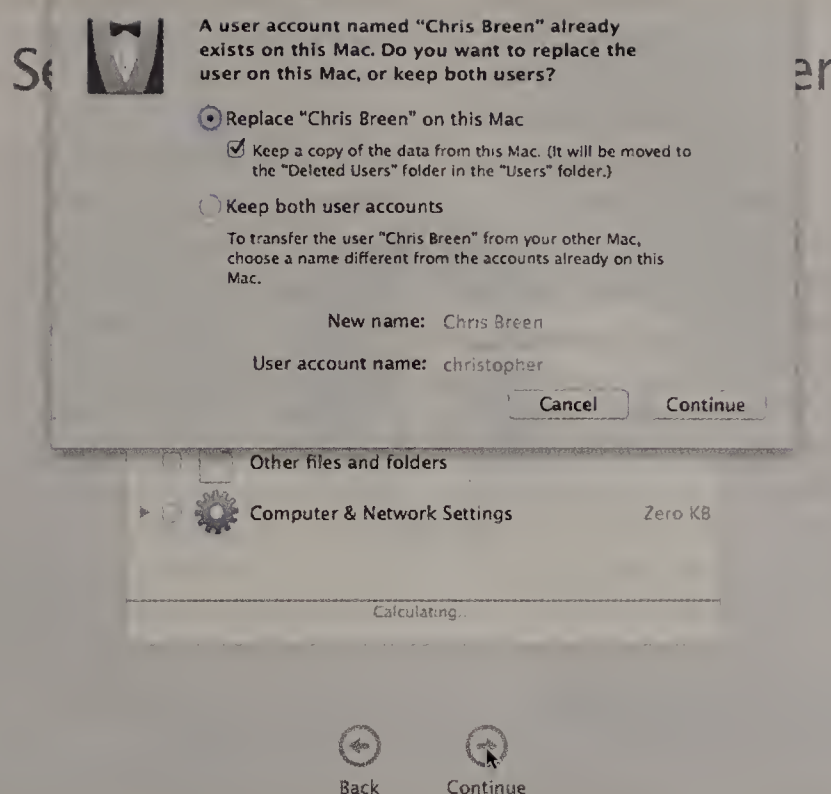 A user account named “Chris Breen” already
exists on this Mac. Do you want to replace the
user on this Mac, or keep both users?
Se
er
Replace “Chris Breen” on this Mac
Keep a copy of the data from this Mac. (It will be moved to
the “Deleted Users” folder in the “Users” folder.)
Keep both user accounts
To transfer the user “Chris Breen” from your other Mac,
choose a name different from the accounts already on this
Mac.
New name: Chris Breen
User account name: christopher
Cancel Continue
Other files and folders
Computer & Network Settings Zero KB
Calculating..
Back Continue